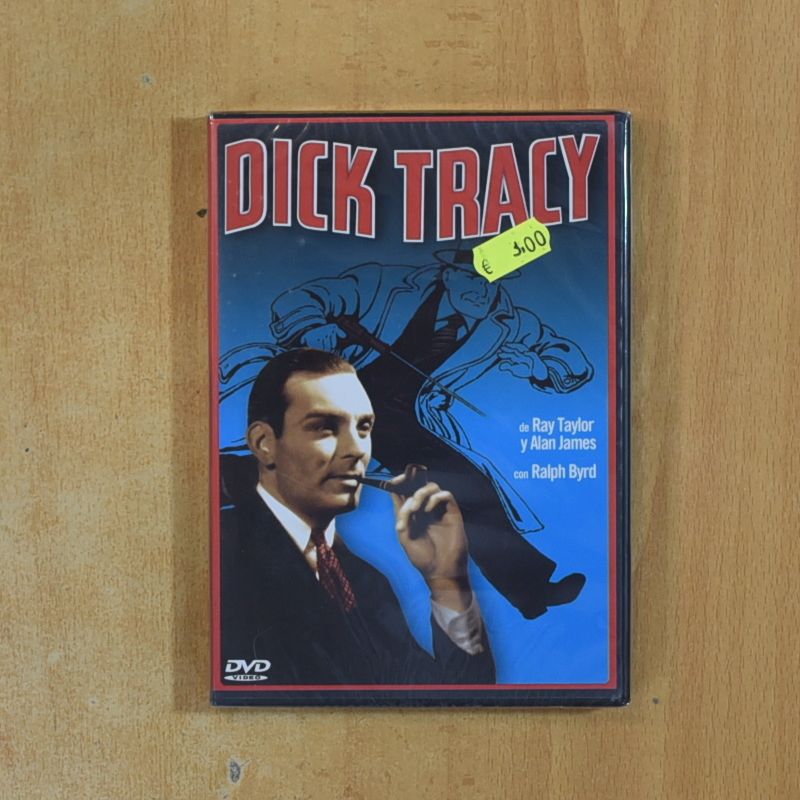 DICK TRACY
€ 3.00
de Ray Taylor
y Alan James
con Ralph Byrd
DVD
VIDEO